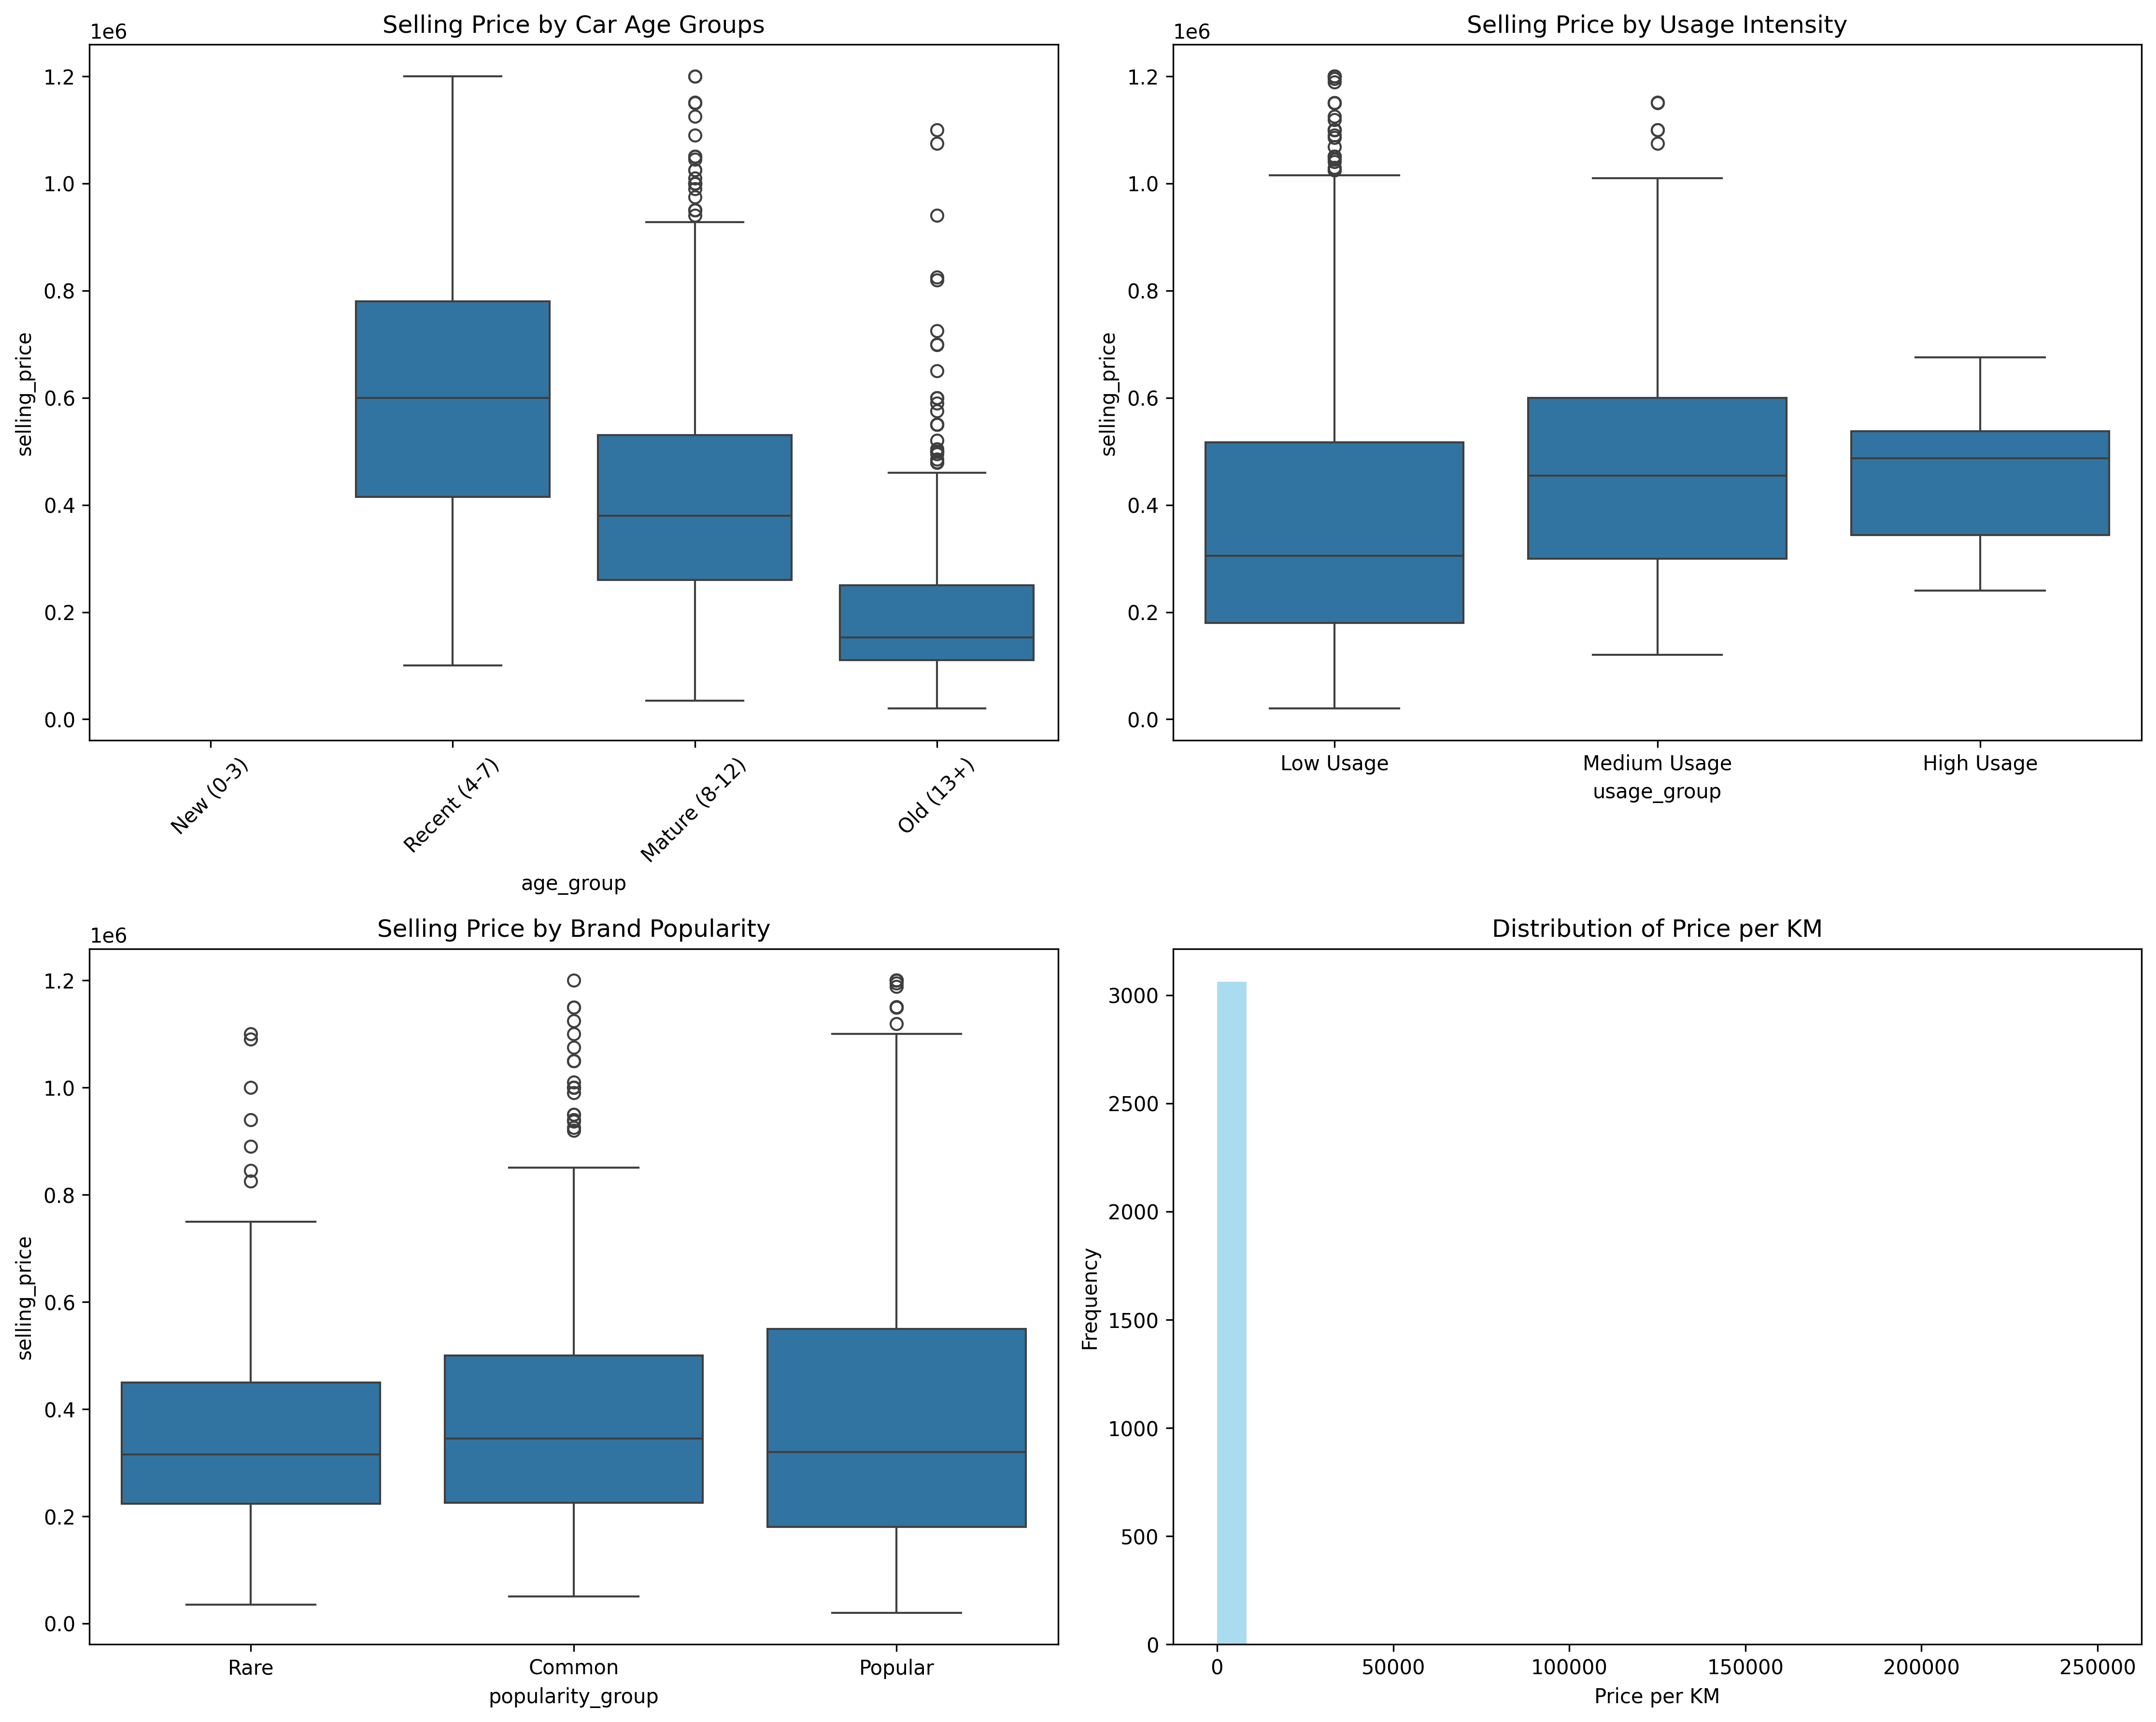 Selling Price by Car Age Groups
1e6
1.2
1.0
0.8
0.6
0.4
0.2
0.0
selling_price
New (0-3)
Recent (4-7)
Mature (8-12)
Old (13+)
age_group
Selling Price by Usage Intensity
1e6
1.2
1.0
0.8
0.6
0.4
0.2
0.0
selling_price
Low Usage
Medium Usage
High Usage
usage_group
Selling Price by Brand Popularity
1e6
1.2
1.0
0.8
0.6
0.4
0.2
0.0
selling_price
Rare
Common
Popular
popularity_group
Distribution of Price per KM
3000
2500
2000
1500
1000
500
0
Frequency
0
50000
100000
150000
200000
250000
Price per KM